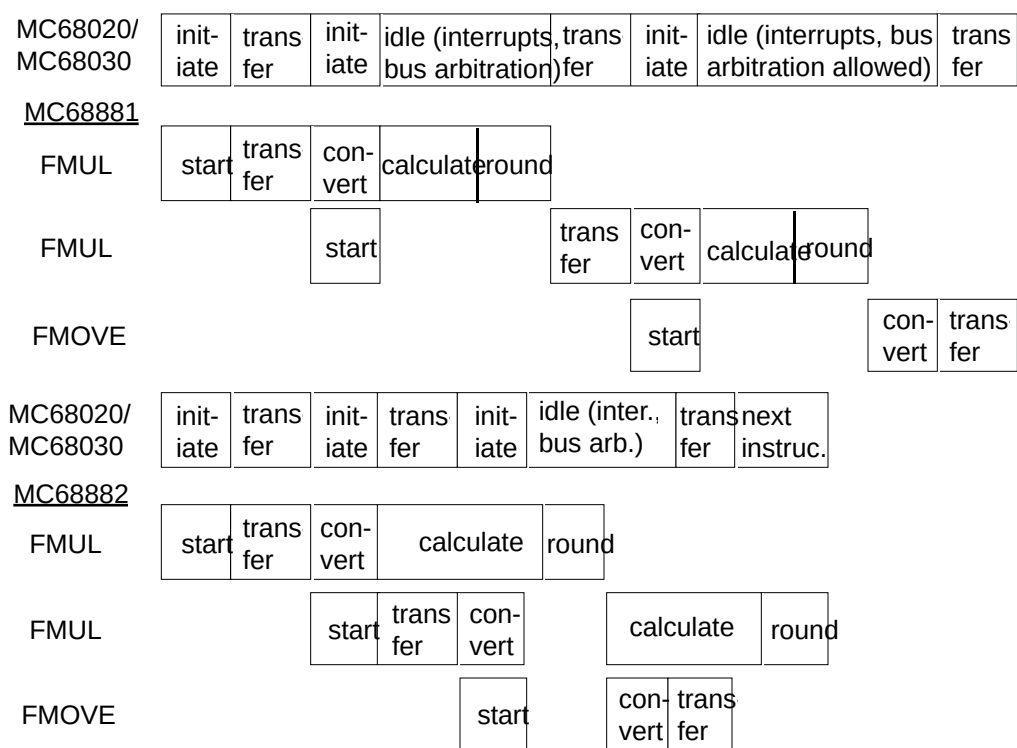 MC68020/
MC68030
init-
iate
trans
fer
init-
iate
idle (interrupts,
bus arbitration)
trans
fer
init-
iate
idle (interrupts, bus
arbitration allowed)
trans
fer
MC68881
FMUL
start
trans
fer
con-
vert
calculate
round
FMUL
start
trans
fer
con-
vert
calculate
round
FMOVE
start
con-
vert
trans-
fer
MC68020/
MC68030
init-
iate
trans
fer
init-
iate
trans-
fer
init-
iate
idle (inter.,
bus arb.)
trans
fer
next
instruc.
MC68882
FMUL
start
trans
fer
con-
vert
calculate
round
FMUL
start
trans
fer
con-
vert
calculate
round
FMOVE
start
con-
vert
trans-
fer